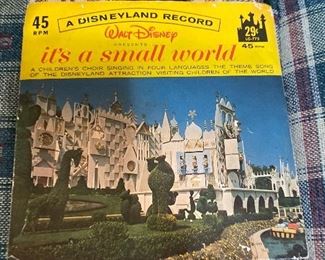 45
RPM
A DISNEYLAND RECORD
WALT DISNEY
PRESENTS
it's a small world
29¢
45 RPM
A CHILDREN'S CHOIR SINGING IN FOUR LANGUAGES THE THEME SONG
OF THE DISNEYLAND ATTRACTION VISITING CHILDREN OF THE WORLD